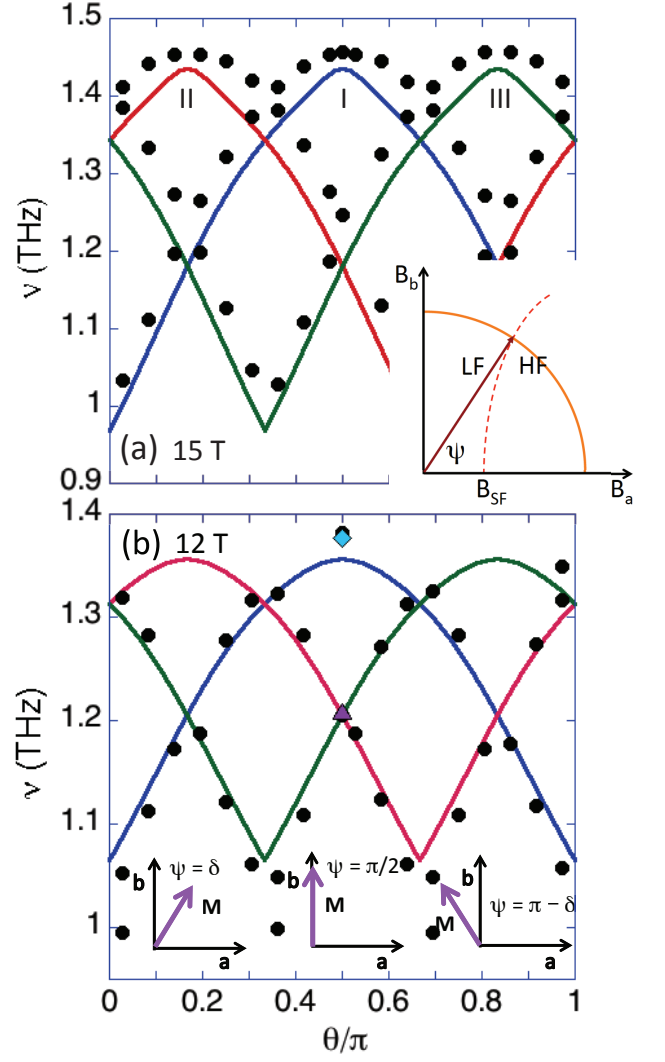 1.5
1.4
1.3
1.2
1.1
1
0.9
ν (THz)
II
I
III
(a) 15 T
B_b
LF
HF
ψ
B_SF
B_a
(b) 12 T
1.4
1.3
1.2
1.1
1
ν (THz)
b
ψ = δ
M
a
b
ψ = π/2
M
a
b
ψ = π − δ
M
a
0
0.2
0.4
0.6
0.8
1
θ/π